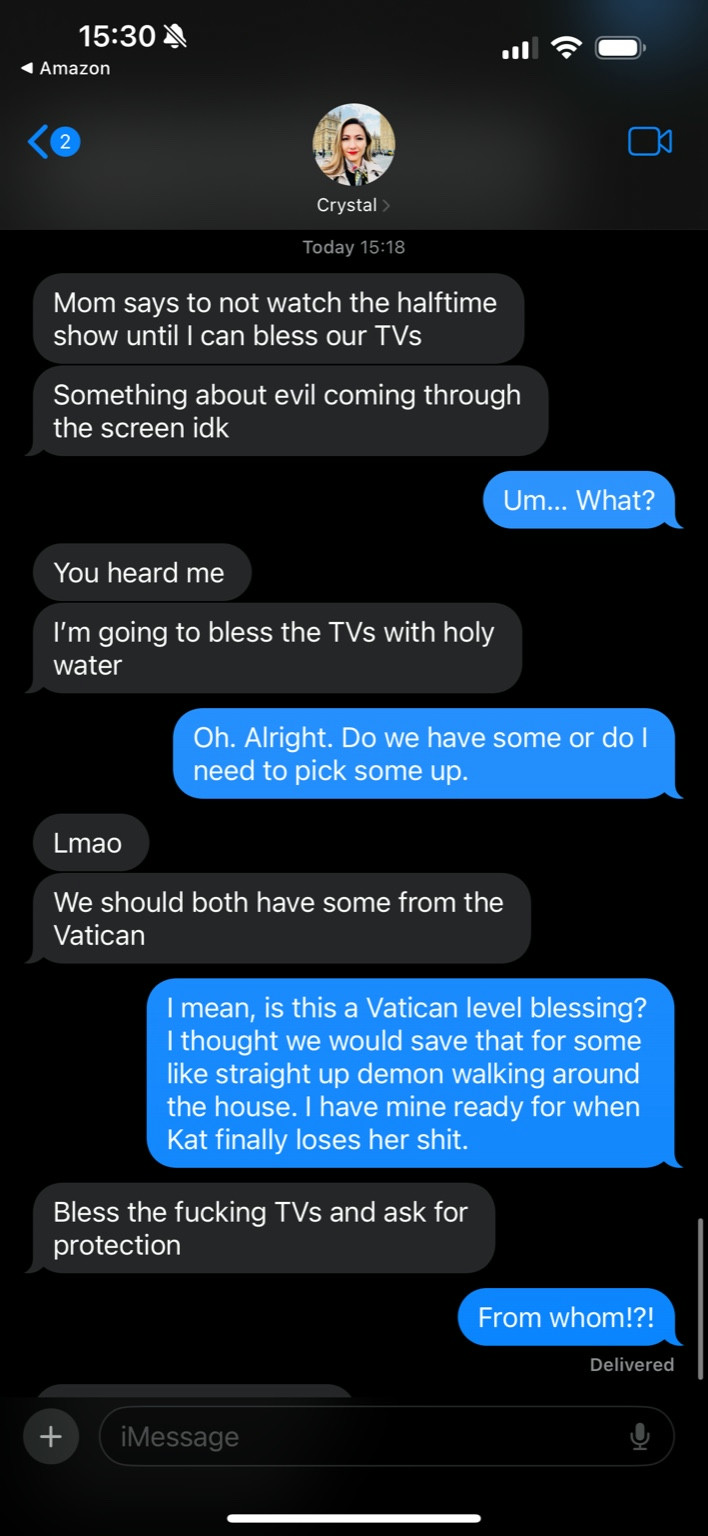 15:30
◀ Amazon
2
Crystal >
Today 15:18
Mom says to not watch the halftime
show until I can bless our TVs
Something about evil coming through
the screen idk
Um... What?
You heard me
I'm going to bless the TVs with holy
water
Oh. Alright. Do we have some or do I
need to pick some up.
Lmao
We should both have some from the
Vatican
I mean, is this a Vatican level blessing?
I thought we would save that for some
like straight up demon walking around
the house. I have mine ready for when
Kat finally loses her shit.
Bless the fucking TVs and ask for
protection
From whom!?!
Delivered
iMessage